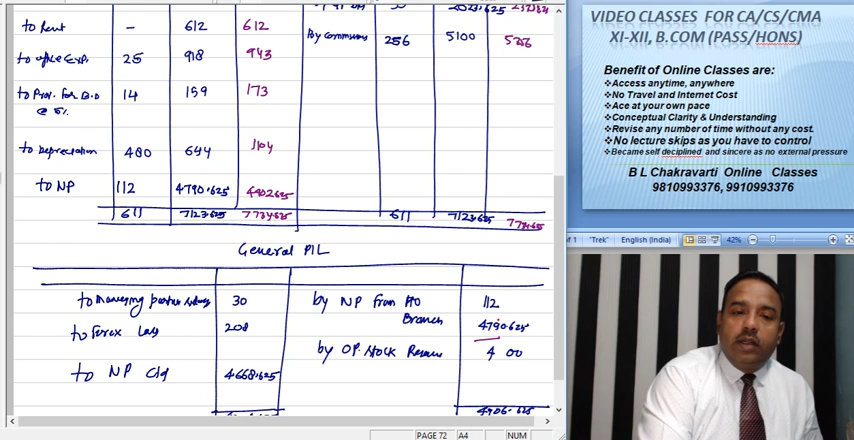 to Rent - 612 612
By commission 256 5100
to office Exp. 25 918 943
to Prov. for B.D 14 159 173
@ 5%
to Depreciation 480 644 1104
to NP 112 4790.625 4902.625
611 7123.625 7734.625 611 7123.625
General P/L
to Managing partner salary 30 by NP from HO 112
to Forex Loss 208 Branch 4790.625
by OP. Stock Reserve 4 00
to NP C/d 4668.625
4906.625
VIDEO CLASSES FOR CA/CS/CMA
XI-XII, B.COM (PASS/HONS)
Benefit of Online Classes are:
❖Access anytime, anywhere
❖No Travel and Internet Cost
❖Ace at your own pace
❖Conceptual Clarity & Understanding
❖Revise any number of time without any cost.
❖No lecture skips as you have to control
❖Became self deciplined and sincere as no external pressure
B L Chakravarti Online Classes
9810993376, 9910993376
of 1 "Trek" English (India) 42%
PAGE 72 A4 NUM